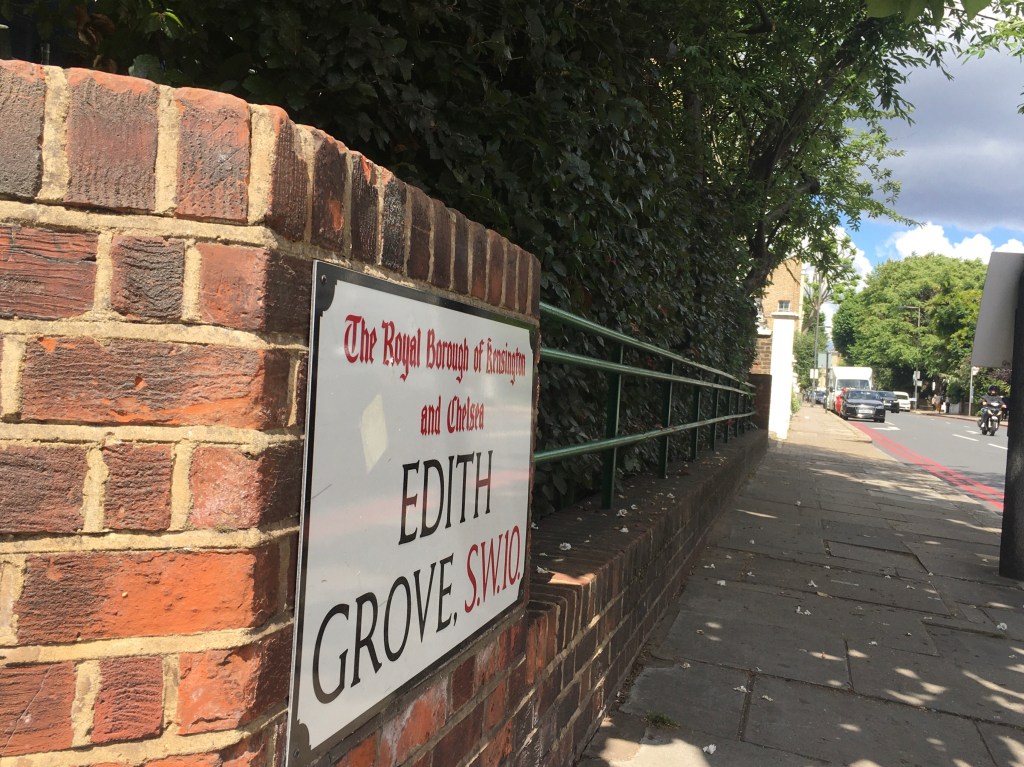 The Royal Borough of Kensington
and Chelsea
EDITH
GROVE, S.W.10.